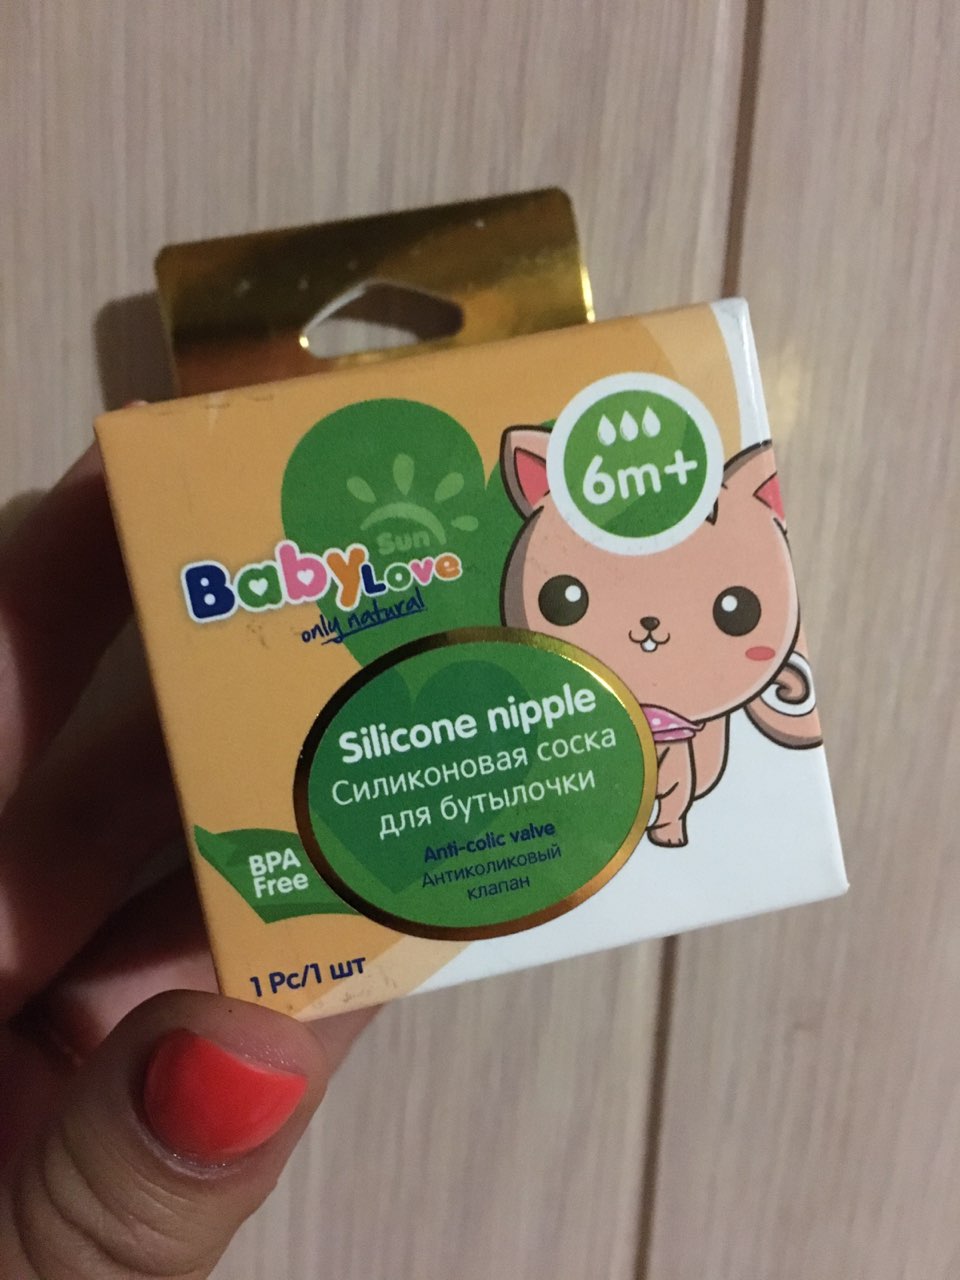 6m+
Sun
BabyLove
only natural
Silicone nipple
Силиконовая соска
для бутылочки
Anti-colic valve
Антиколиковый
клапан
BPA
Free
1 Pc/1 шт